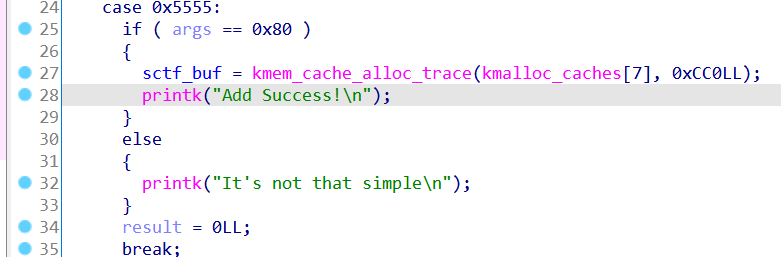 24 case 0x5555:
25 if ( args == 0x80 )
26 {
27 sctf_buf = kmem_cache_alloc_trace(kmalloc_caches[7], 0xCC0LL);
28 printk("Add Success!\n");
29 }
30 else
31 {
32 printk("It's not that simple\n");
33 }
34 result = 0LL;
35 break;